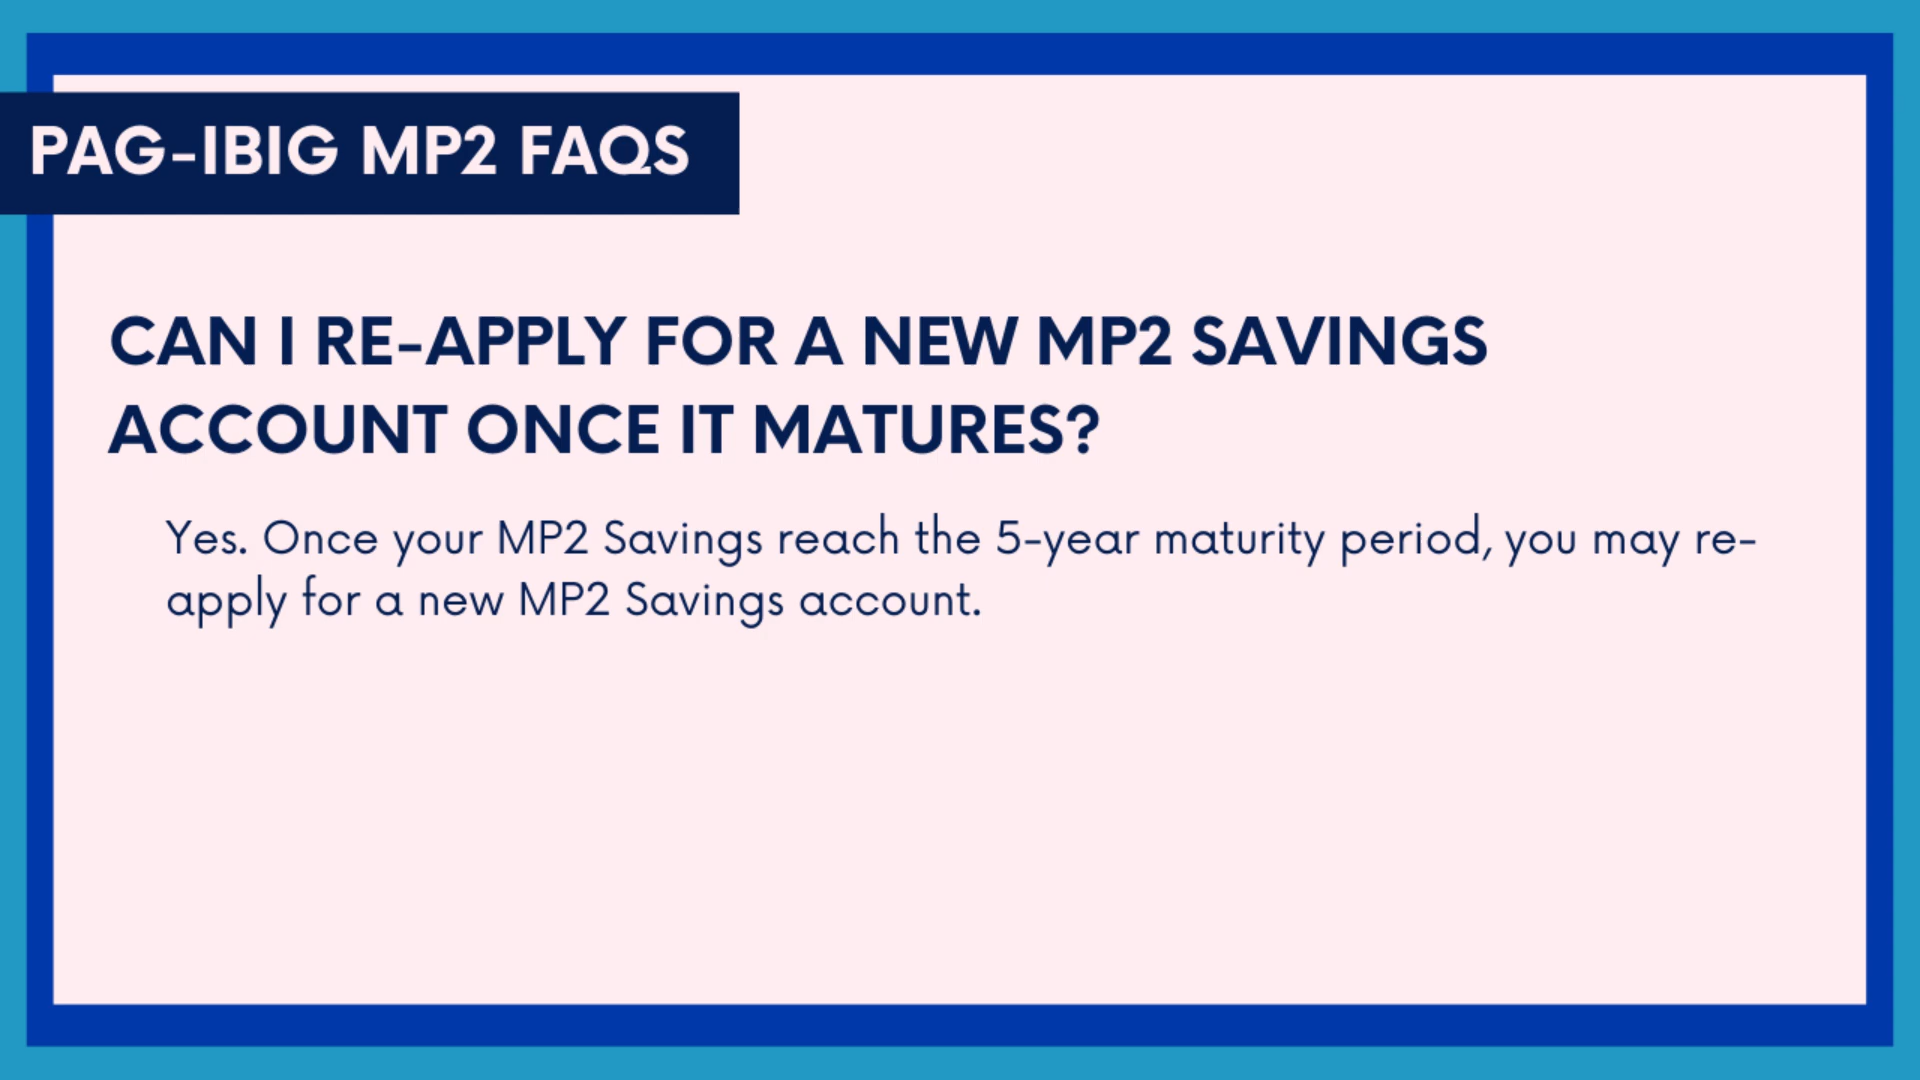 PAG-IBIG MP2 FAQS
CAN I RE-APPLY FOR A NEW MP2 SAVINGS
ACCOUNT ONCE IT MATURES?
Yes. Once your MP2 Savings reach the 5-year maturity period, you may re-
apply for a new MP2 Savings account.